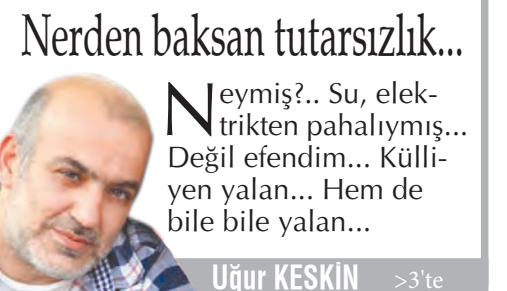 Nerden baksan tutarsızlık...
Neymiş?.. Su, elek-
trikten pahalıymış...
Değil efendim... Külli-
yen yalan... Hem de
bile bile yalan...
Uğur KESKİN >3'te